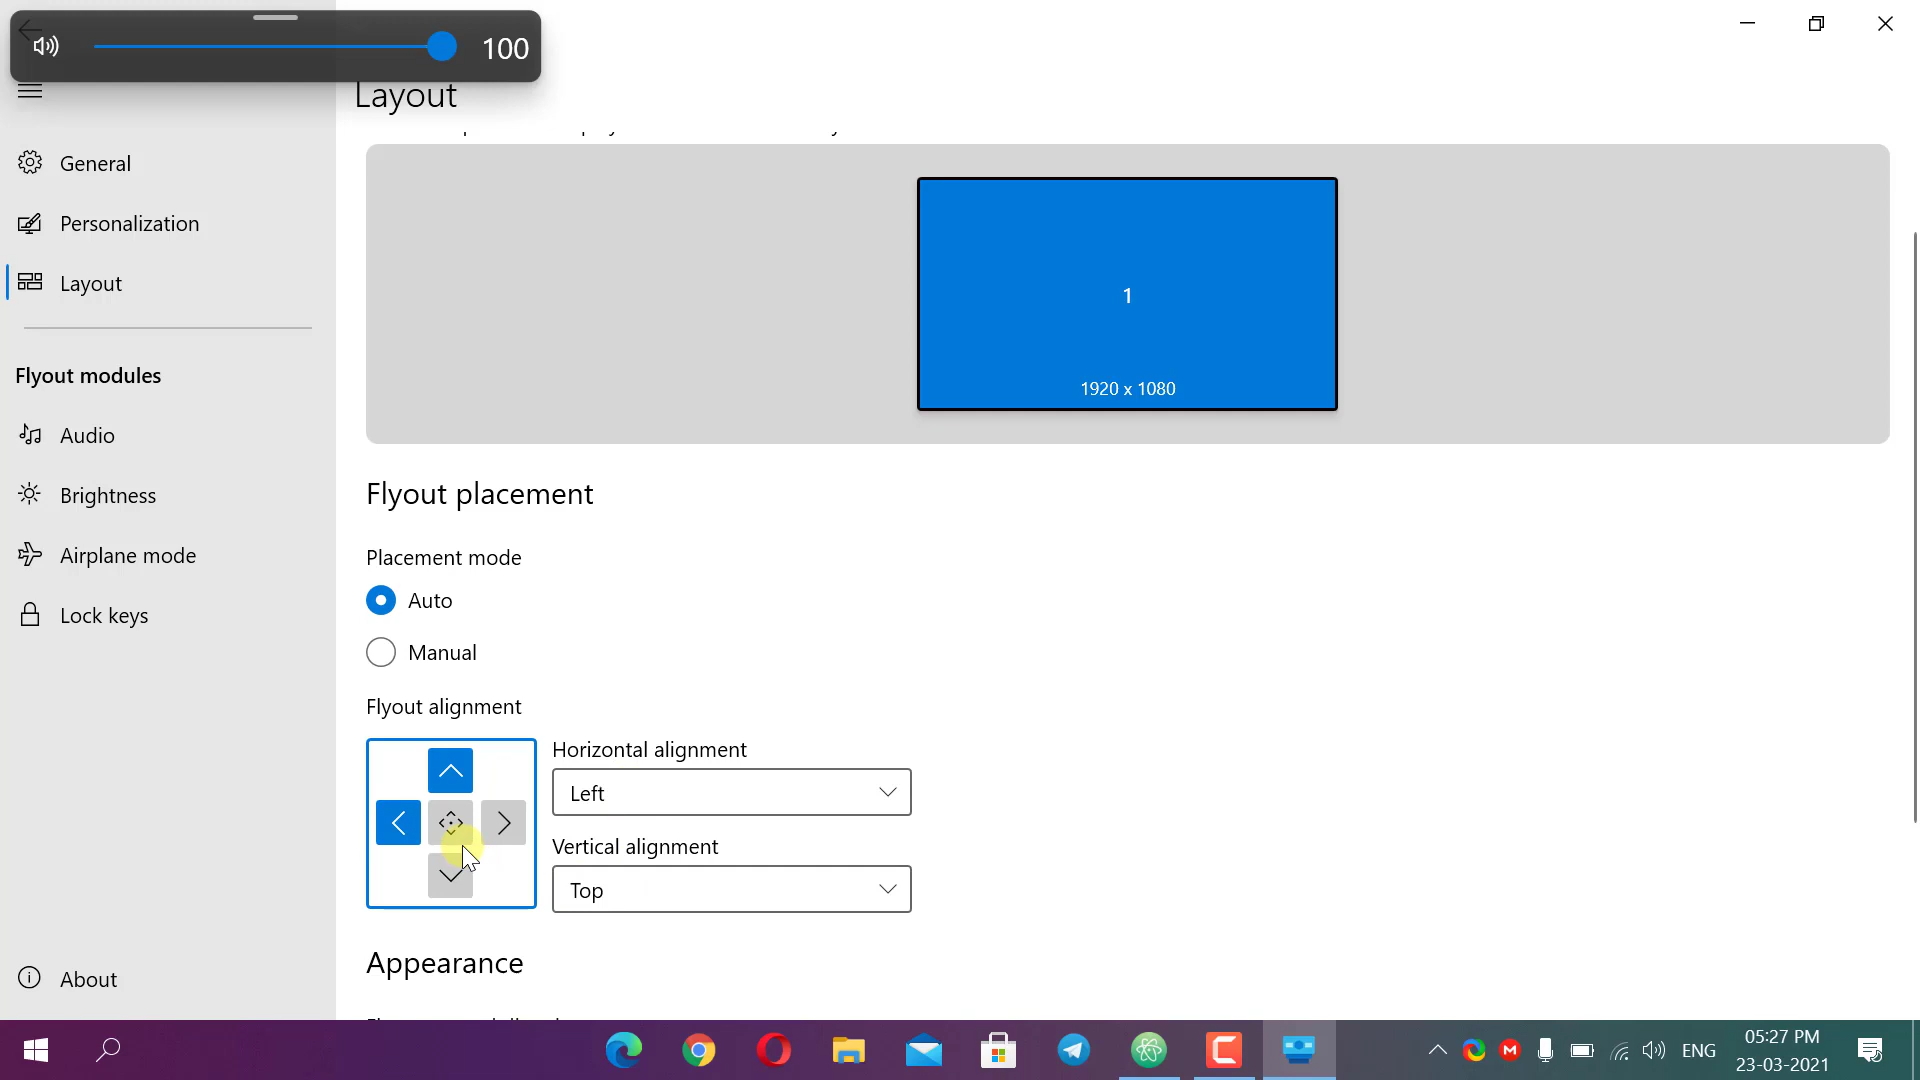 100
Layout
General
Personalization
Layout
Flyout modules
Audio
Brightness
Airplane mode
Lock keys
About
1
1920 x 1080
Flyout placement
Placement mode
Auto
Manual
Flyout alignment
Horizontal alignment
Left
Vertical alignment
Top
Appearance
ENG
05:27 PM
23-03-2021